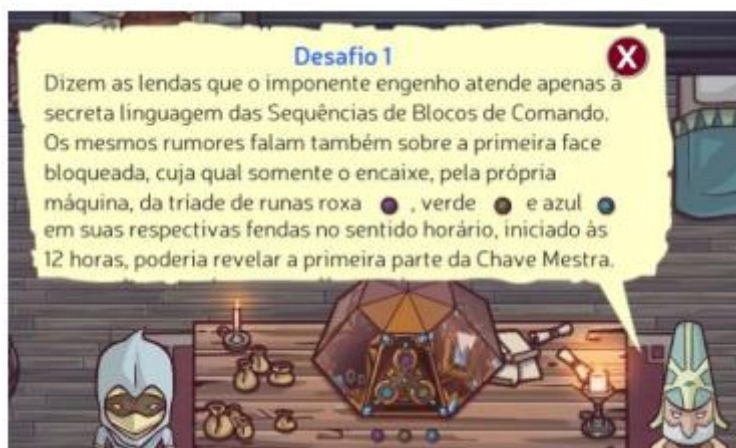 Desafio 1
X
Dizem as lendas que o imponente engenho atende apenas à
secreta linguagem das Sequências de Blocos de Comando.
Os mesmos rumores falam também sobre a primeira face
bloqueada, cuja qual somente o encaixe, pela própria
máquina, da tríade de runas roxa , verde e azul
em suas respectivas fendas no sentido horário, iniciado às
12 horas, poderia revelar a primeira parte da Chave Mestra.